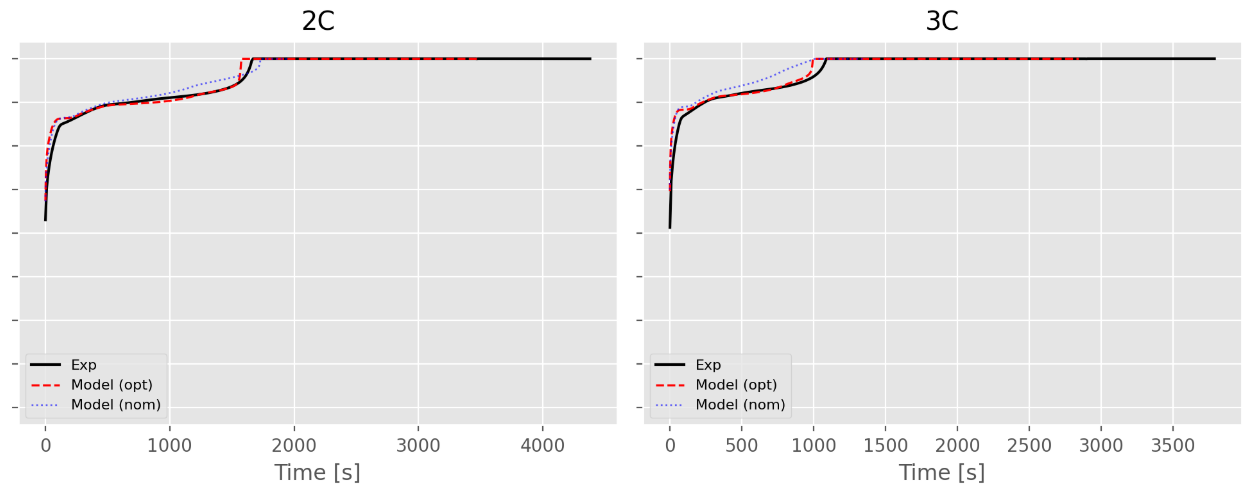 2C
3C
Exp
Model (opt)
Model (nom)
Exp
Model (opt)
Model (nom)
0 1000 2000 3000 4000
0 500 1000 1500 2000 2500 3000 3500
Time [s]
Time [s]